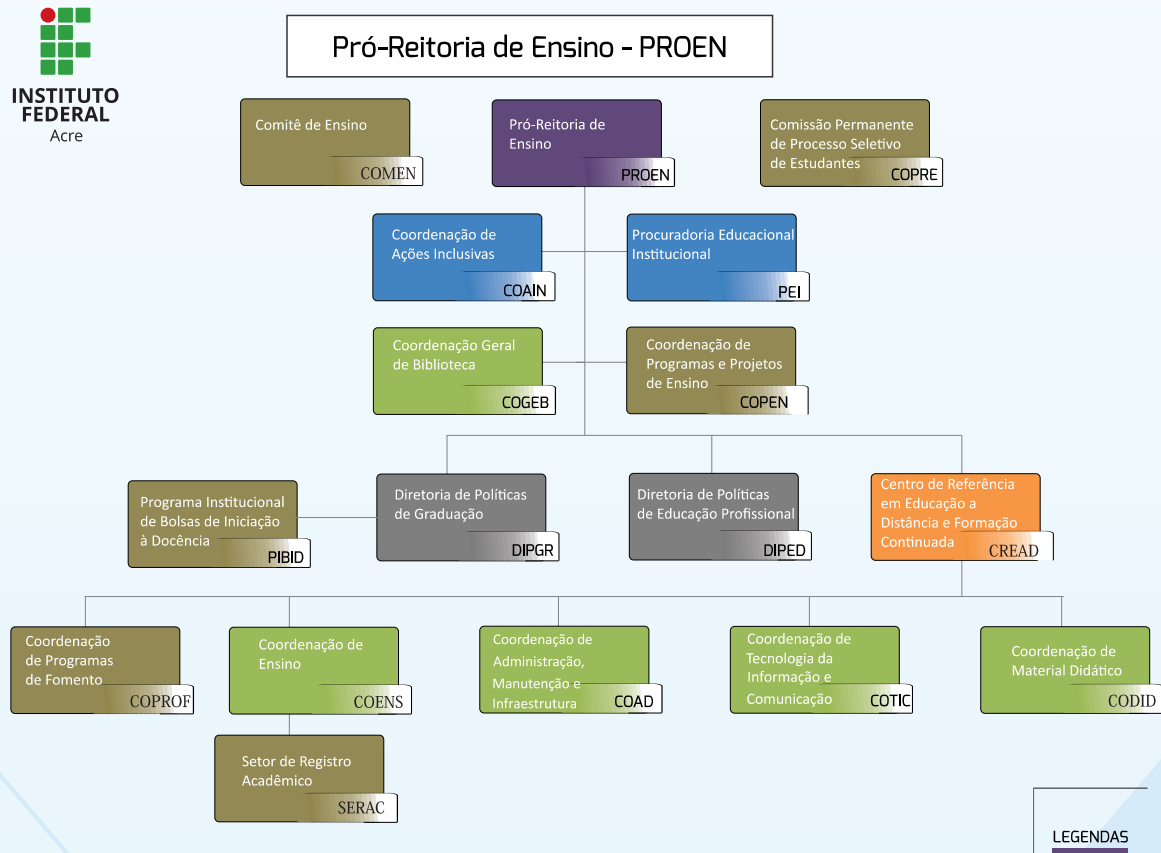 INSTITUTO
FEDERAL
Acre
Pró-Reitoria de Ensino - PROEN
Comitê de Ensino
COMEN
Pró-Reitoria de
Ensino
PROEN
Comissão Permanente
de Processo Seletivo
de Estudantes
COPRE
Coordenação de
Ações Inclusivas
COAIN
Procuradoria Educacional
Institucional
PEI
Coordenação Geral
de Biblioteca
COGEB
Coordenação de
Programas e Projetos
de Ensino
COPEN
Programa Institucional
de Bolsas de Iniciação
à Docência
PIBID
Diretoria de Políticas
de Graduação
DIPGR
Diretoria de Políticas
de Educação Profissional
DIPED
Centro de Referência
em Educação a
Distância e Formação
Continuada
CREAD
Coordenação
de Programas
de Fomento
COPROF
Coordenação de
Ensino
COENS
Coordenação de
Administração,
Manutenção e
Infraestrutura
COAD
Coordenação de
Tecnologia da
Informação e
Comunicação
COTIC
Coordenação de
Material Didático
CODID
Setor de Registro
Acadêmico
SERAC
LEGENDAS